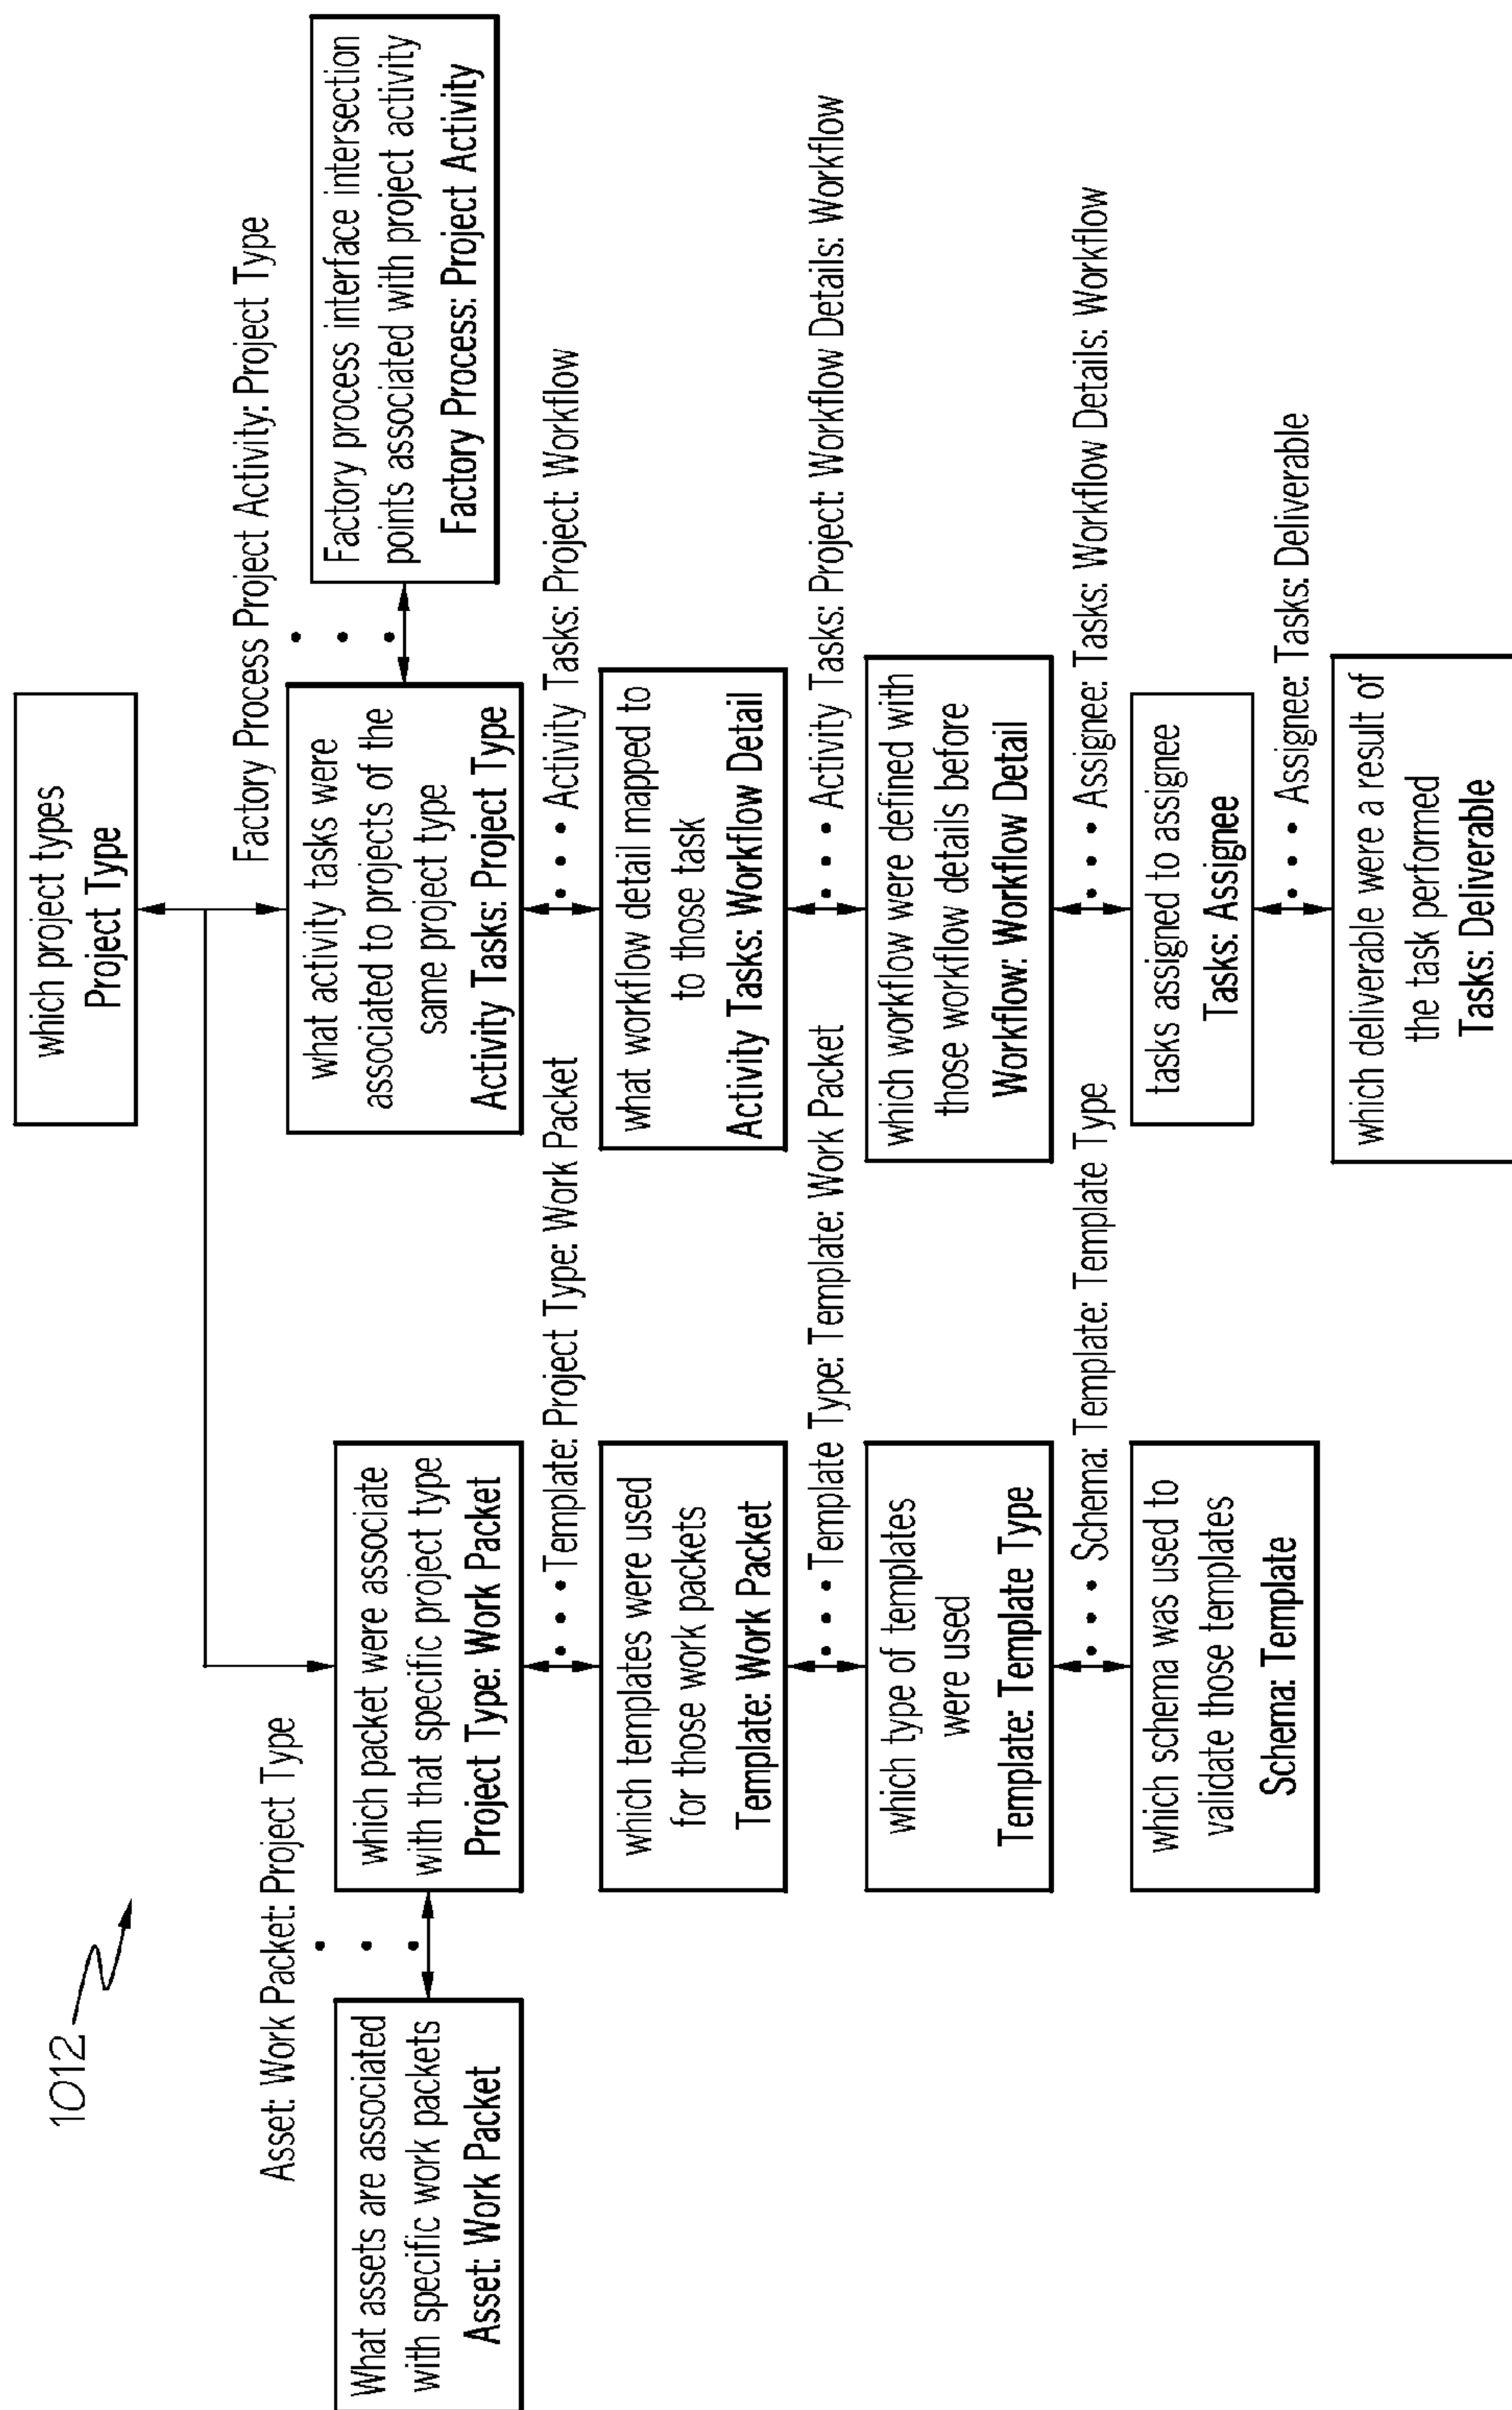 1012
which project types
Project Type
Asset: Work Packet: Project Type
Factory Process Project Activity: Project Type
What assets are associated
with specific work packets
Asset: Work Packet
which packet were associate
with that specific project type
Project Type: Work Packet
what activity tasks were
associated to projects of the
same project type
Activity Tasks: Project Type
Factory process interface intersection
points associated with project activity
Factory Process: Project Activity
Template: Project Type: Work Packet
Activity Tasks: Project: Workflow
which templates were used
for those work packets
Template: Work Packet
what workflow detail mapped to
to those task
Activity Tasks: Workflow Detail
Template Type: Template: Work Packet
Activity Tasks: Project: Workflow Details: Workflow
which type of templates
were used
Template: Template Type
which workflow were defined with
those workflow details before
Workflow: Workflow Detail
Schema: Template: Template Type
Assignee: Tasks: Workflow Details: Workflow
which schema was used to
validate those templates
Schema: Template
tasks assigned to assignee
Tasks: Assignee
Assignee: Tasks: Deliverable
which deliverable were a result of
the task performed
Tasks: Deliverable